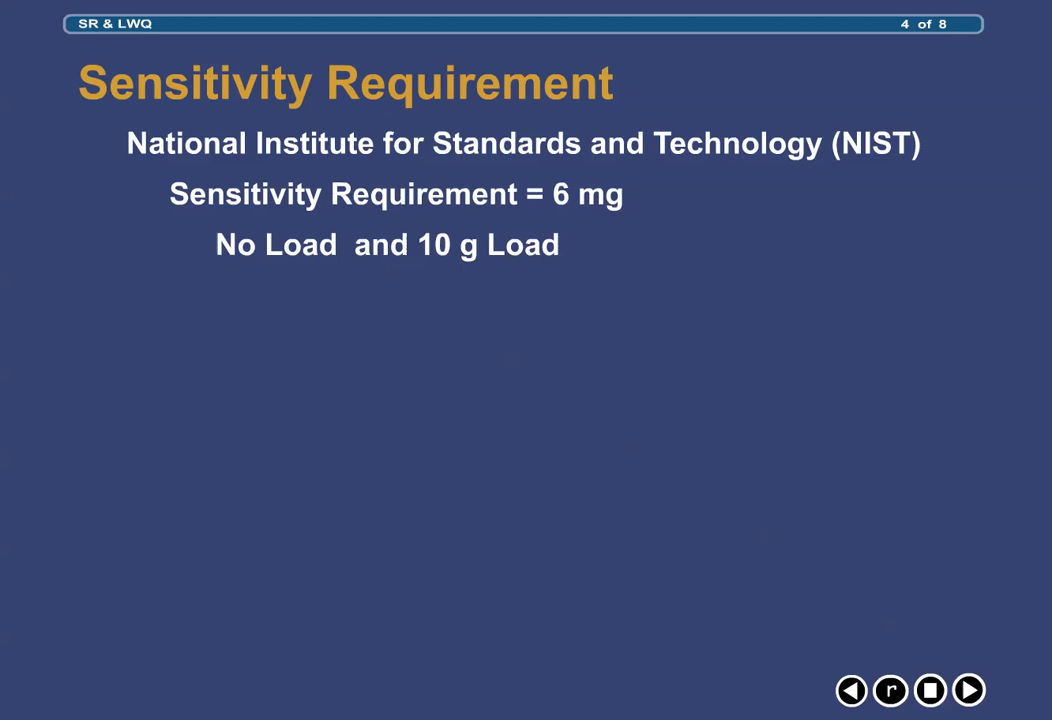 SR & LWQ 4 of 8
Sensitivity Requirement
National Institute for Standards and Technology (NIST)
Sensitivity Requirement = 6 mg
No Load and 10 g Load
r